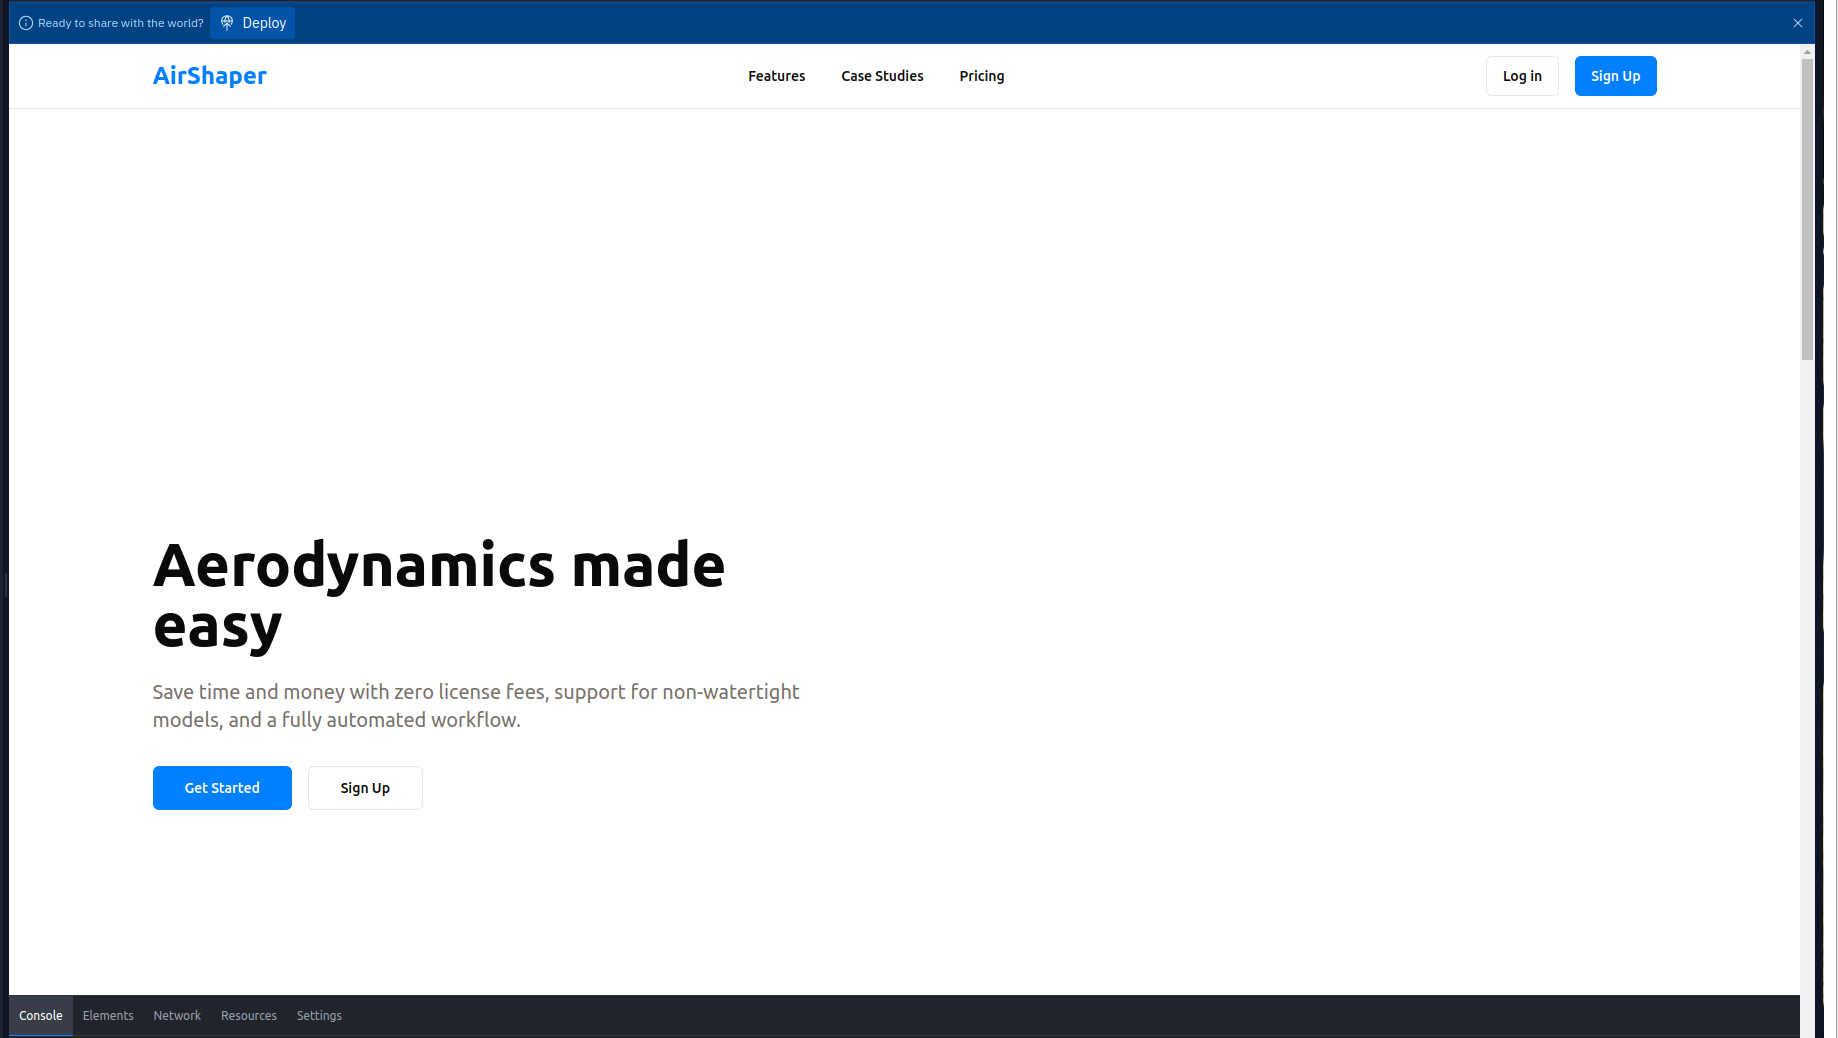 Ready to share with the world? Deploy
AirShaper Features Case Studies Pricing Log in Sign Up
Aerodynamics made
easy
Save time and money with zero license fees, support for non-watertight
models, and a fully automated workflow.
Get Started Sign Up
Console Elements Network Resources Settings